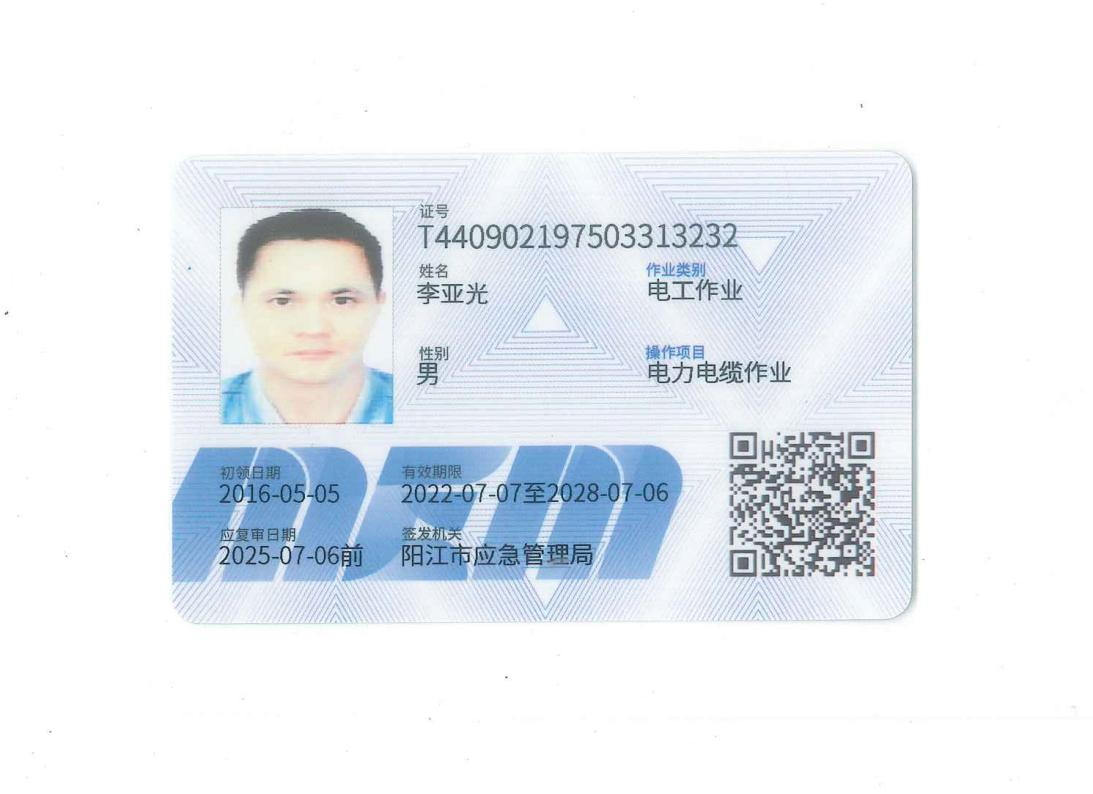 证号
T440902197503313232
姓名 作业类别
李亚光 电工作业
性别 操作项目
男 电力电缆作业
初领日期 有效期限
2016-05-05 2022-07-07至2028-07-06
应复审日期 签发机关
2025-07-06前 阳江市应急管理局